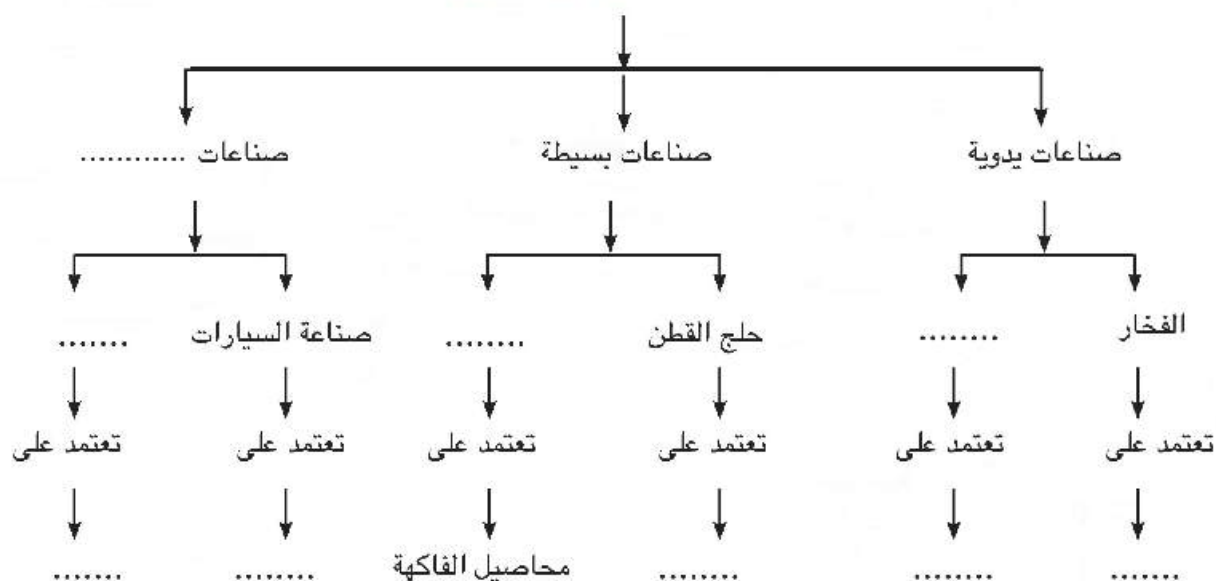 صناعات يدوية صناعات بسيطة صناعات ............
الفخار ........ حلج القطن ........ صناعة السيارات .......
تعتمد على تعتمد على تعتمد على تعتمد على تعتمد على تعتمد على
....... ........ ........ محاصيل الفاكهة ........ .......